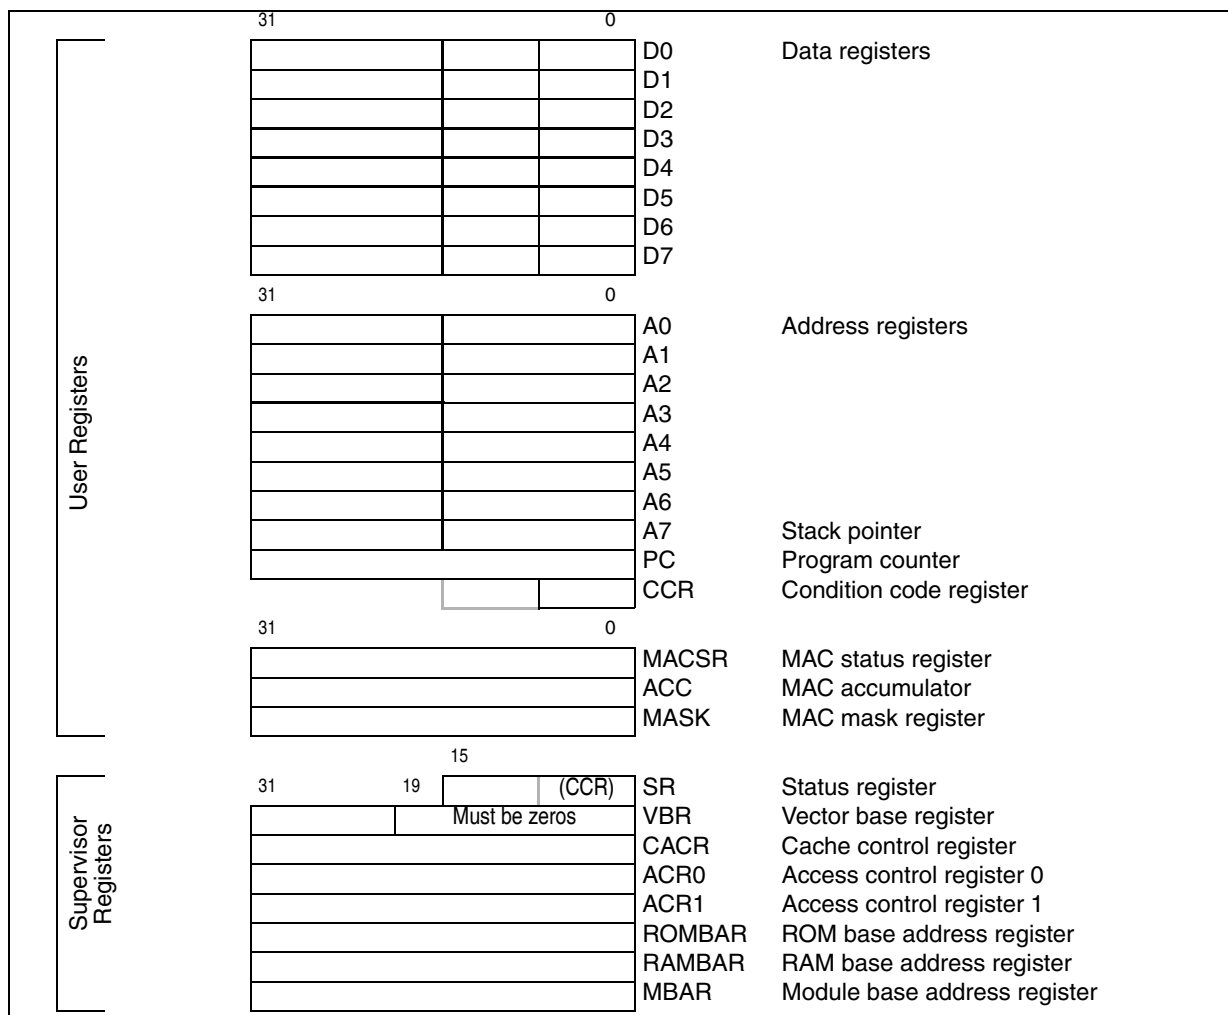 31 0
D0 Data registers
D1
D2
D3
D4
D5
D6
D7
31 0
A0 Address registers
A1
A2
A3
A4
A5
A6
A7 Stack pointer
PC Program counter
CCR Condition code register
User Registers
31 0
MACSR MAC status register
ACC MAC accumulator
MASK MAC mask register
15
31 19 (CCR) SR Status register
Must be zeros VBR Vector base register
CACR Cache control register
ACR0 Access control register 0
ACR1 Access control register 1
ROMBAR ROM base address register
RAMBAR RAM base address register
MBAR Module base address register
Supervisor
Registers